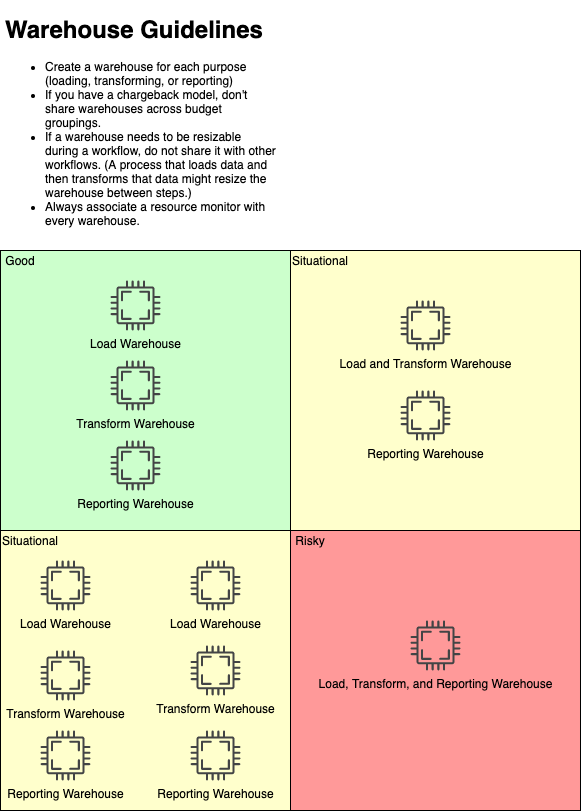 Warehouse Guidelines
• Create a warehouse for each purpose
(loading, transforming, or reporting)
• If you have a chargeback model, don't
share warehouses across budget
groupings.
• If a warehouse needs to be resizable
during a workflow, do not share it with other
workflows. (A process that loads data and
then transforms that data might resize the
warehouse between steps.)
• Always associate a resource monitor with
every warehouse.
Good
Load Warehouse
Transform Warehouse
Reporting Warehouse
Situational
Load and Transform Warehouse
Reporting Warehouse
Situational
Load Warehouse
Load Warehouse
Transform Warehouse
Transform Warehouse
Reporting Warehouse
Reporting Warehouse
Risky
Load, Transform, and Reporting Warehouse